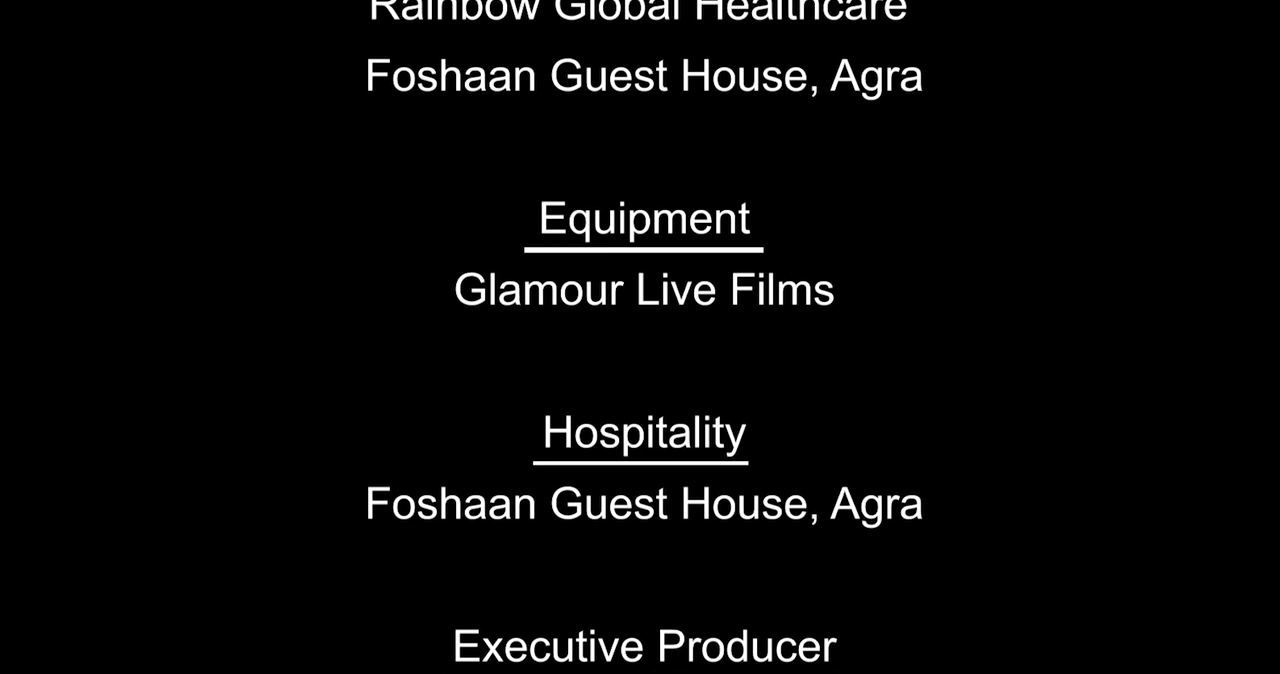 Rainbow Global Healthcare
Foshaan Guest House, Agra
Equipment
Glamour Live Films
Hospitality
Foshaan Guest House, Agra
Executive Producer